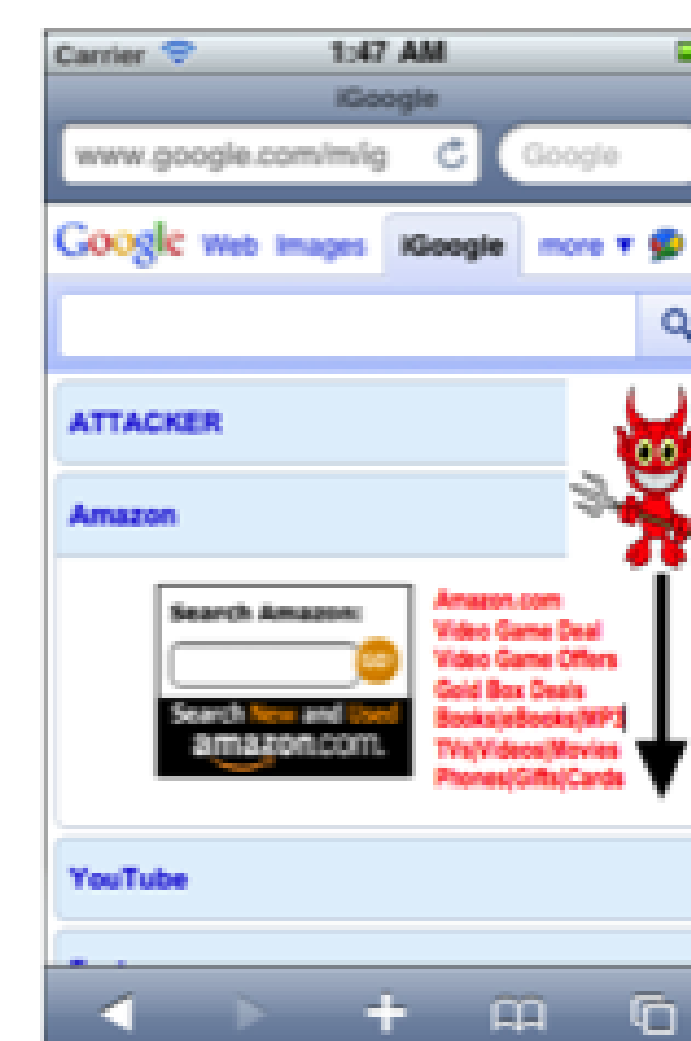 Carrier 1:47 AM
iGoogle
www.google.com/m/ig Google
Google Web Images iGoogle more ▼
ATTACKER
Amazon
Search Amazon:
GO!
Search New and Used
amazon.com.
Amazon.com
Video Game Deal
Video Game Offers
Gold Box Deals
Books|eBooks|MP3
TVs|Videos|Movies
Phones|Gifts|Cards
YouTube